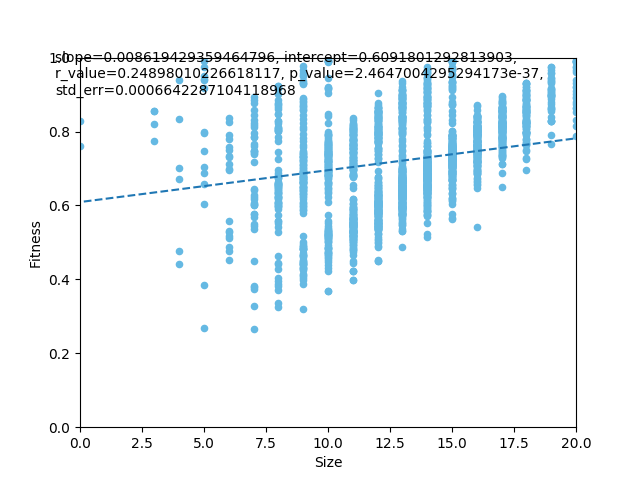 slope=0.008619429359464796, intercept=0.6091801292813903,
r_value=0.24898010226618117, p_value=2.4647004295294173e-37,
std_err=0.0006642287104118968
1.0
0.8
0.6
0.4
0.2
0.0
Fitness
0.0 2.5 5.0 7.5 10.0 12.5 15.0 17.5 20.0
Size